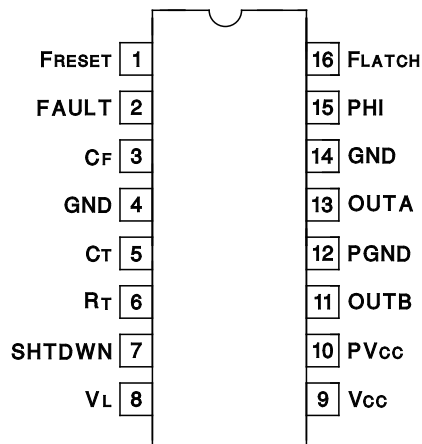 FRESET 1 16 FLATCH
FAULT 2 15 PHI
CF 3 14 GND
GND 4 13 OUTA
CT 5 12 PGND
RT 6 11 OUTB
SHTDWN 7 10 PVCC
VL 8 9 VCC